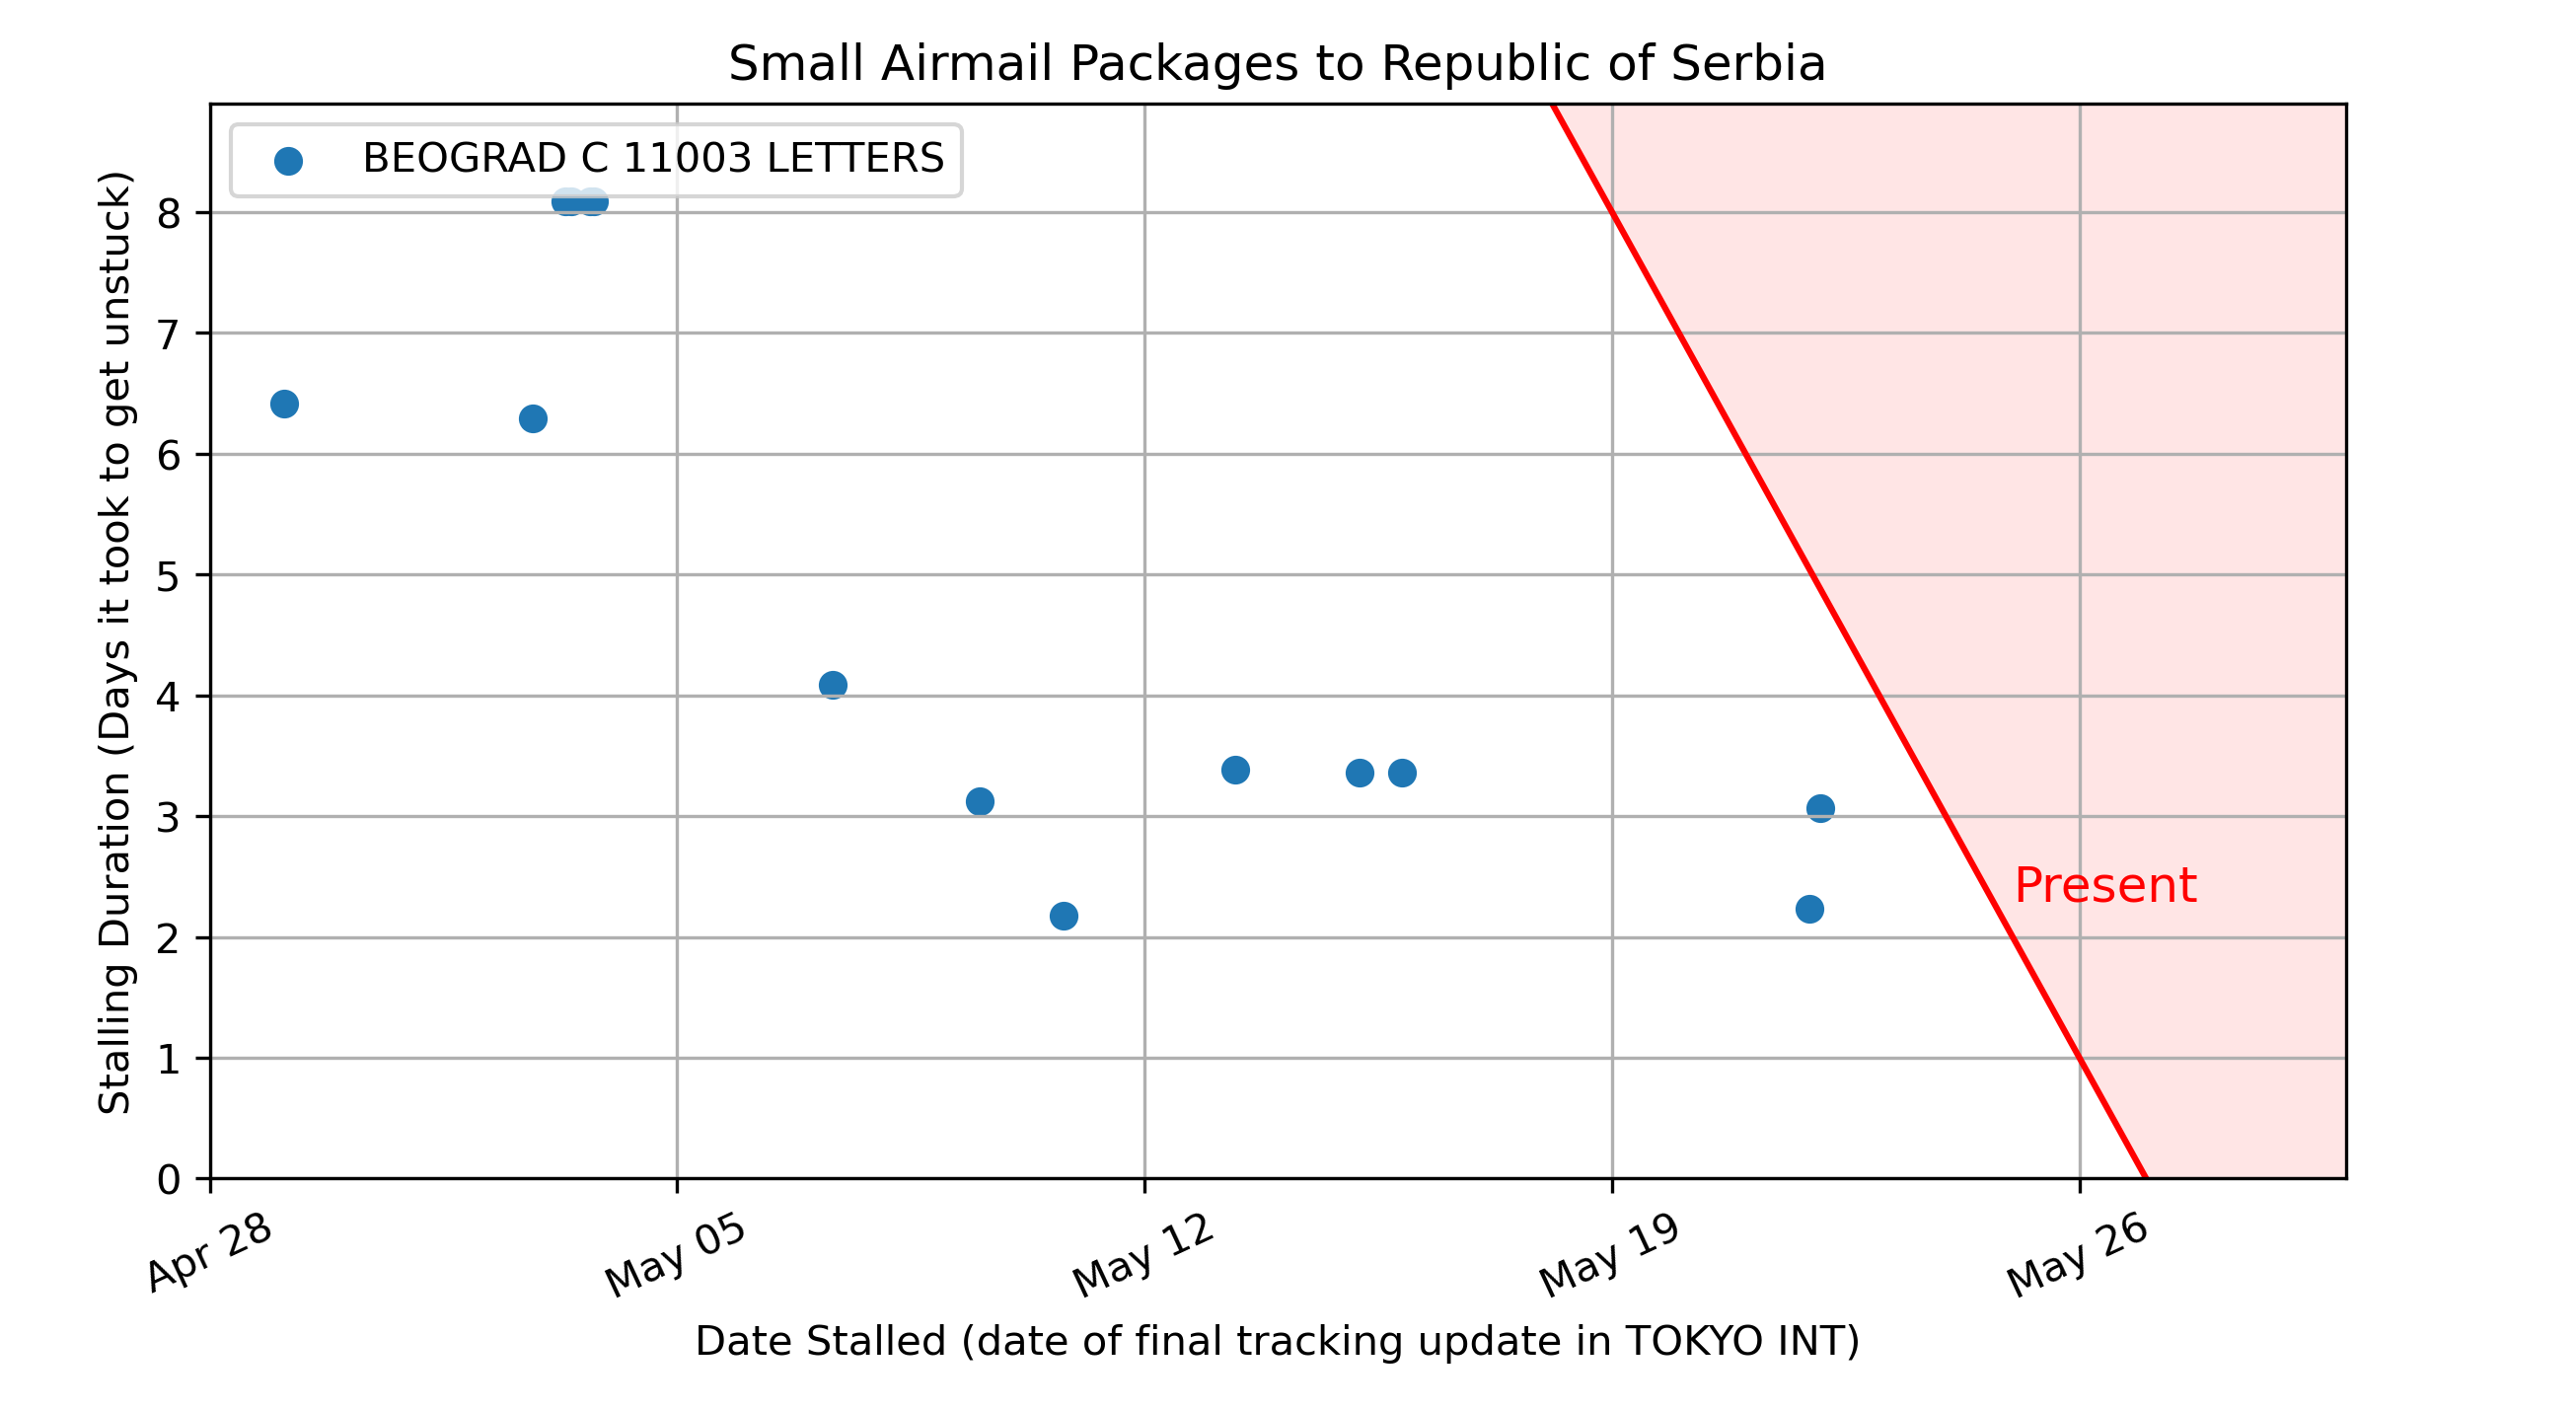 Small Airmail Packages to Republic of Serbia
BEOGRAD C 11003 LETTERS
Stalling Duration (Days it took to get unstuck)
8
7
6
5
4
3
2
1
0
Present
Apr 28
May 05
May 12
May 19
May 26
Date Stalled (date of final tracking update in TOKYO INT)